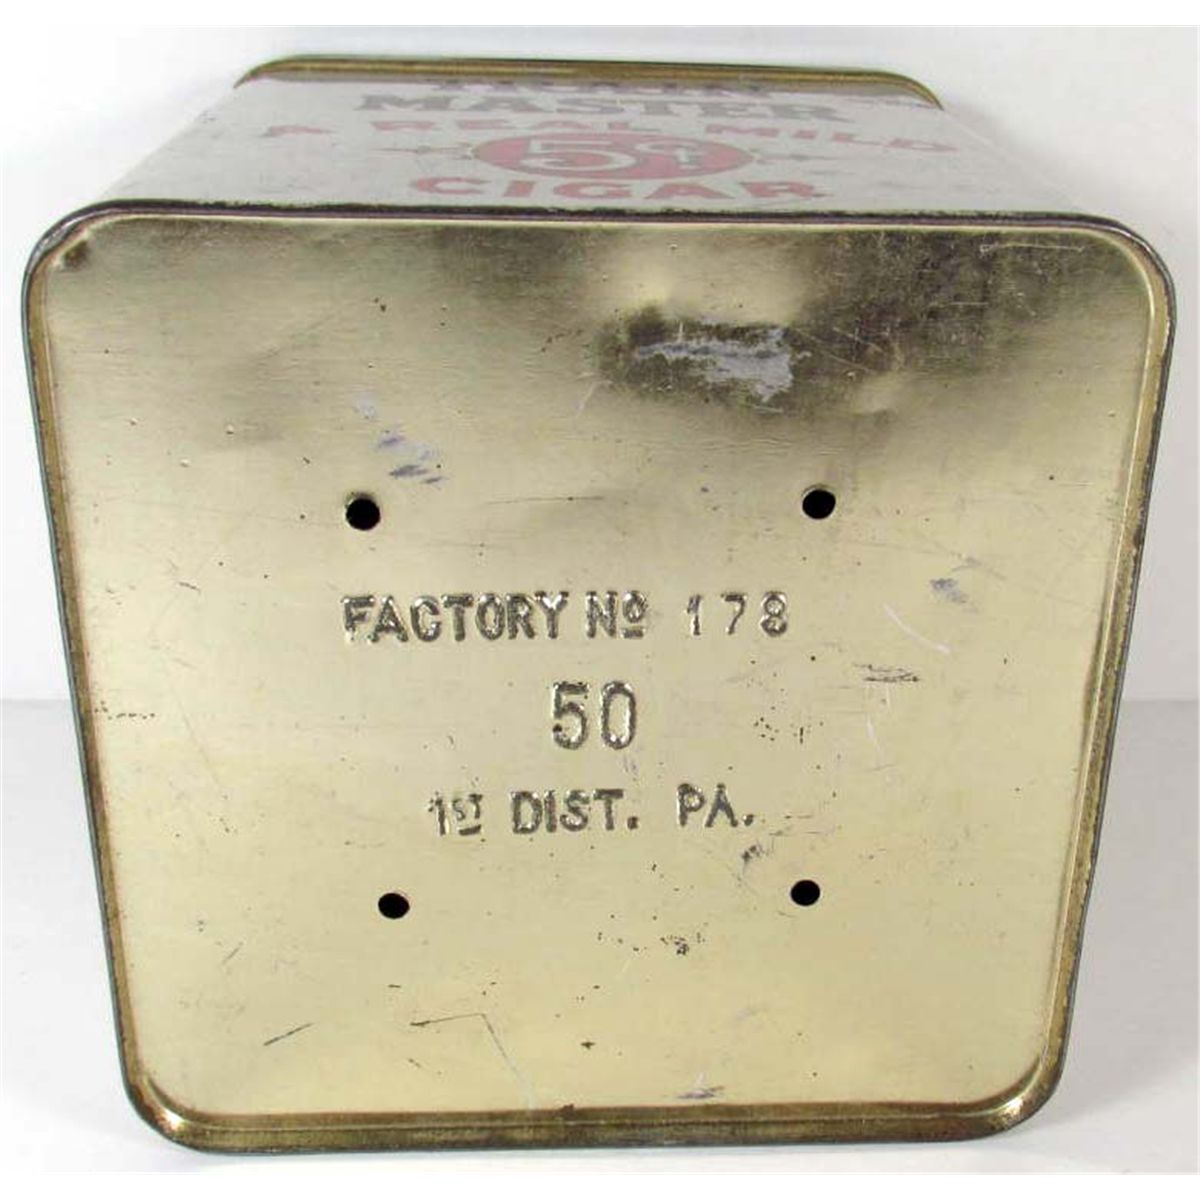 MASTER
A REAL MILD
5¢
CIGAR
FACTORY Nº 178
50
1ST DIST. PA.